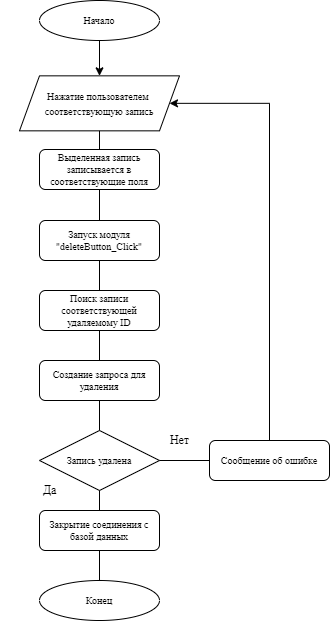 Начало
Нажатие пользователем
соответствующую запись
Выделенная запись
записывается в
соответствующие поля
Запуск модуля
"deleteButton_Click"
Поиск записи
соответствующей
удаляемому ID
Создание запроса для
удаления
Запись удалена
Нет
Сообщение об ошибке
Да
Закрытие соединения с
базой данных
Конец